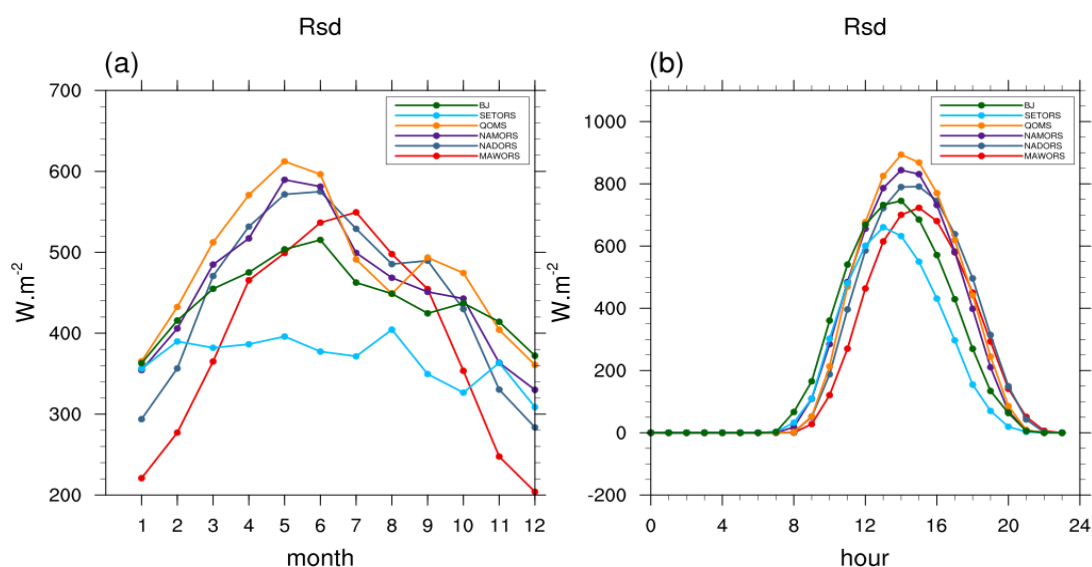 Rsd
(a)
W.m-2
700
600
500
400
300
200
1 2 3 4 5 6 7 8 9 10 11 12
month
BJ
SETORS
QOMS
NAMORS
NADORS
MAWORS
Rsd
(b)
W.m-2
1000
800
600
400
200
0
-200
0 4 8 12 16 20 24
hour
BJ
SETORS
QOMS
NAMORS
NADORS
MAWORS